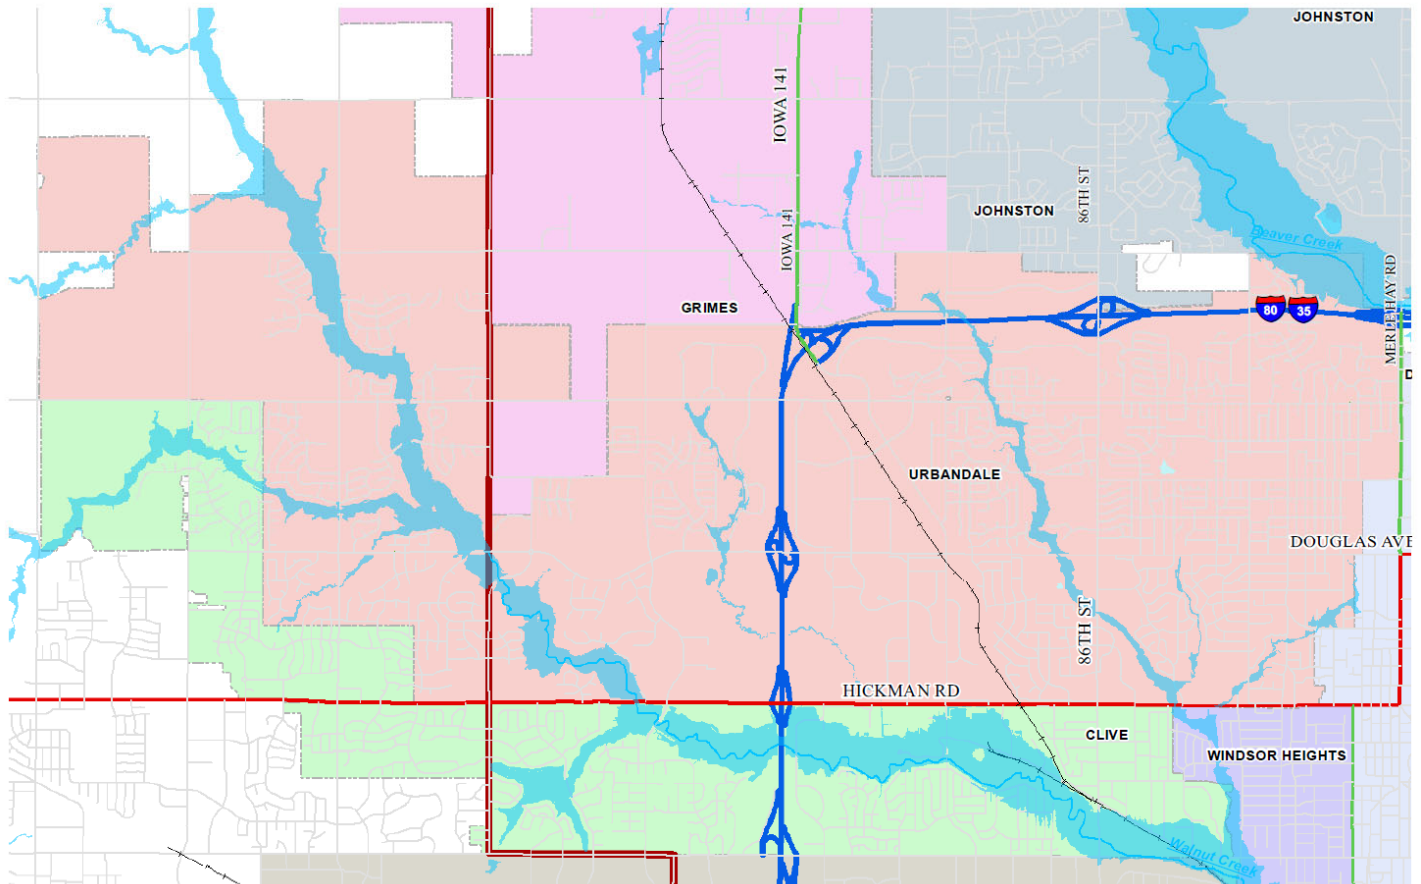 JOHNSTON
IOWA 141
86TH ST
JOHNSTON
IOWA 141
Beaver Creek
MERLE HAY RD
GRIMES
80
35
D
URBANDALE
DOUGLAS AVE
86TH ST
HICKMAN RD
CLIVE
WINDSOR HEIGHTS
Walnut Creek